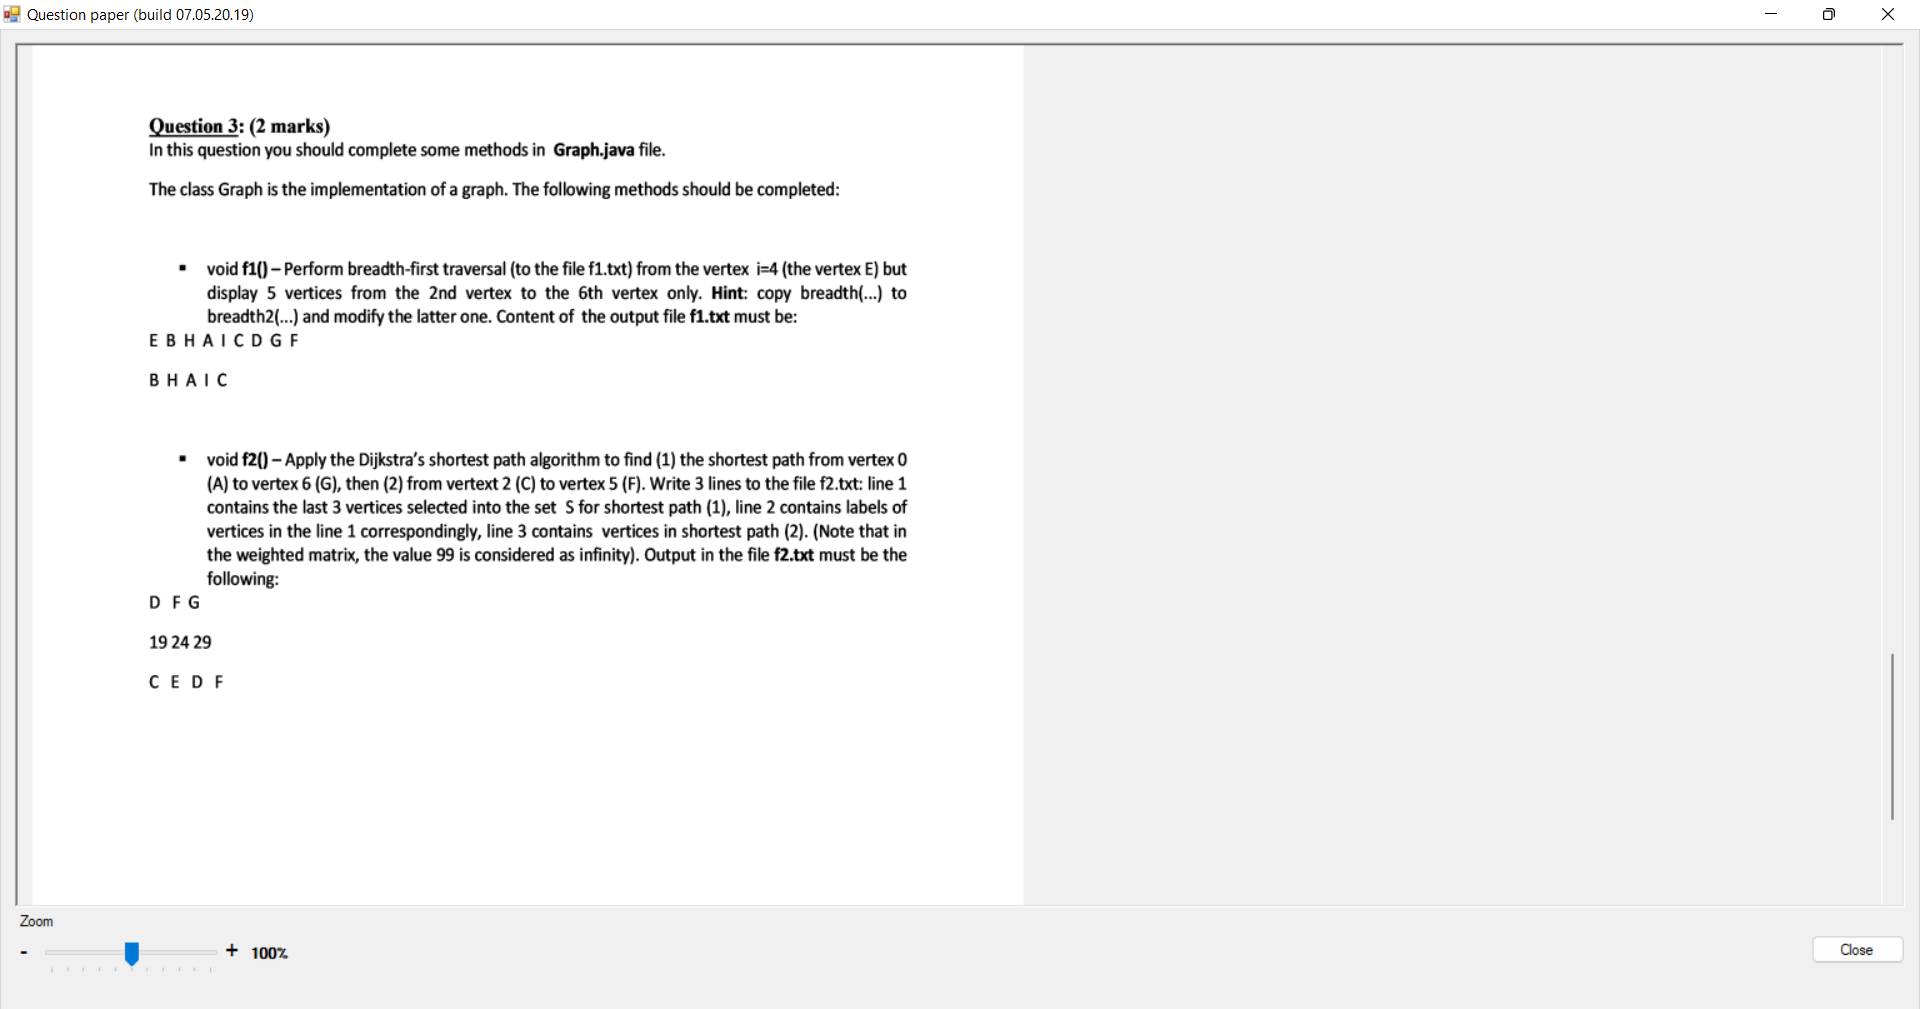 Question paper (build 07.05.20.19)
Question 3: (2 marks)
In this question you should complete some methods in Graph.java file.
The class Graph is the implementation of a graph. The following methods should be completed:
▪ void f1() – Perform breadth-first traversal (to the file f1.txt) from the vertex i=4 (the vertex E) but
display 5 vertices from the 2nd vertex to the 6th vertex only. Hint: copy breadth(...) to
breadth2(...) and modify the latter one. Content of the output file f1.txt must be:
E B H A I C D G F
B H A I C
▪ void f2() – Apply the Dijkstra's shortest path algorithm to find (1) the shortest path from vertex 0
(A) to vertex 6 (G), then (2) from vertext 2 (C) to vertex 5 (F). Write 3 lines to the file f2.txt: line 1
contains the last 3 vertices selected into the set S for shortest path (1), line 2 contains labels of
vertices in the line 1 correspondingly, line 3 contains vertices in shortest path (2). (Note that in
the weighted matrix, the value 99 is considered as infinity). Output in the file f2.txt must be the
following:
D F G
19 24 29
C E D F
Zoom
- + 100%
Close